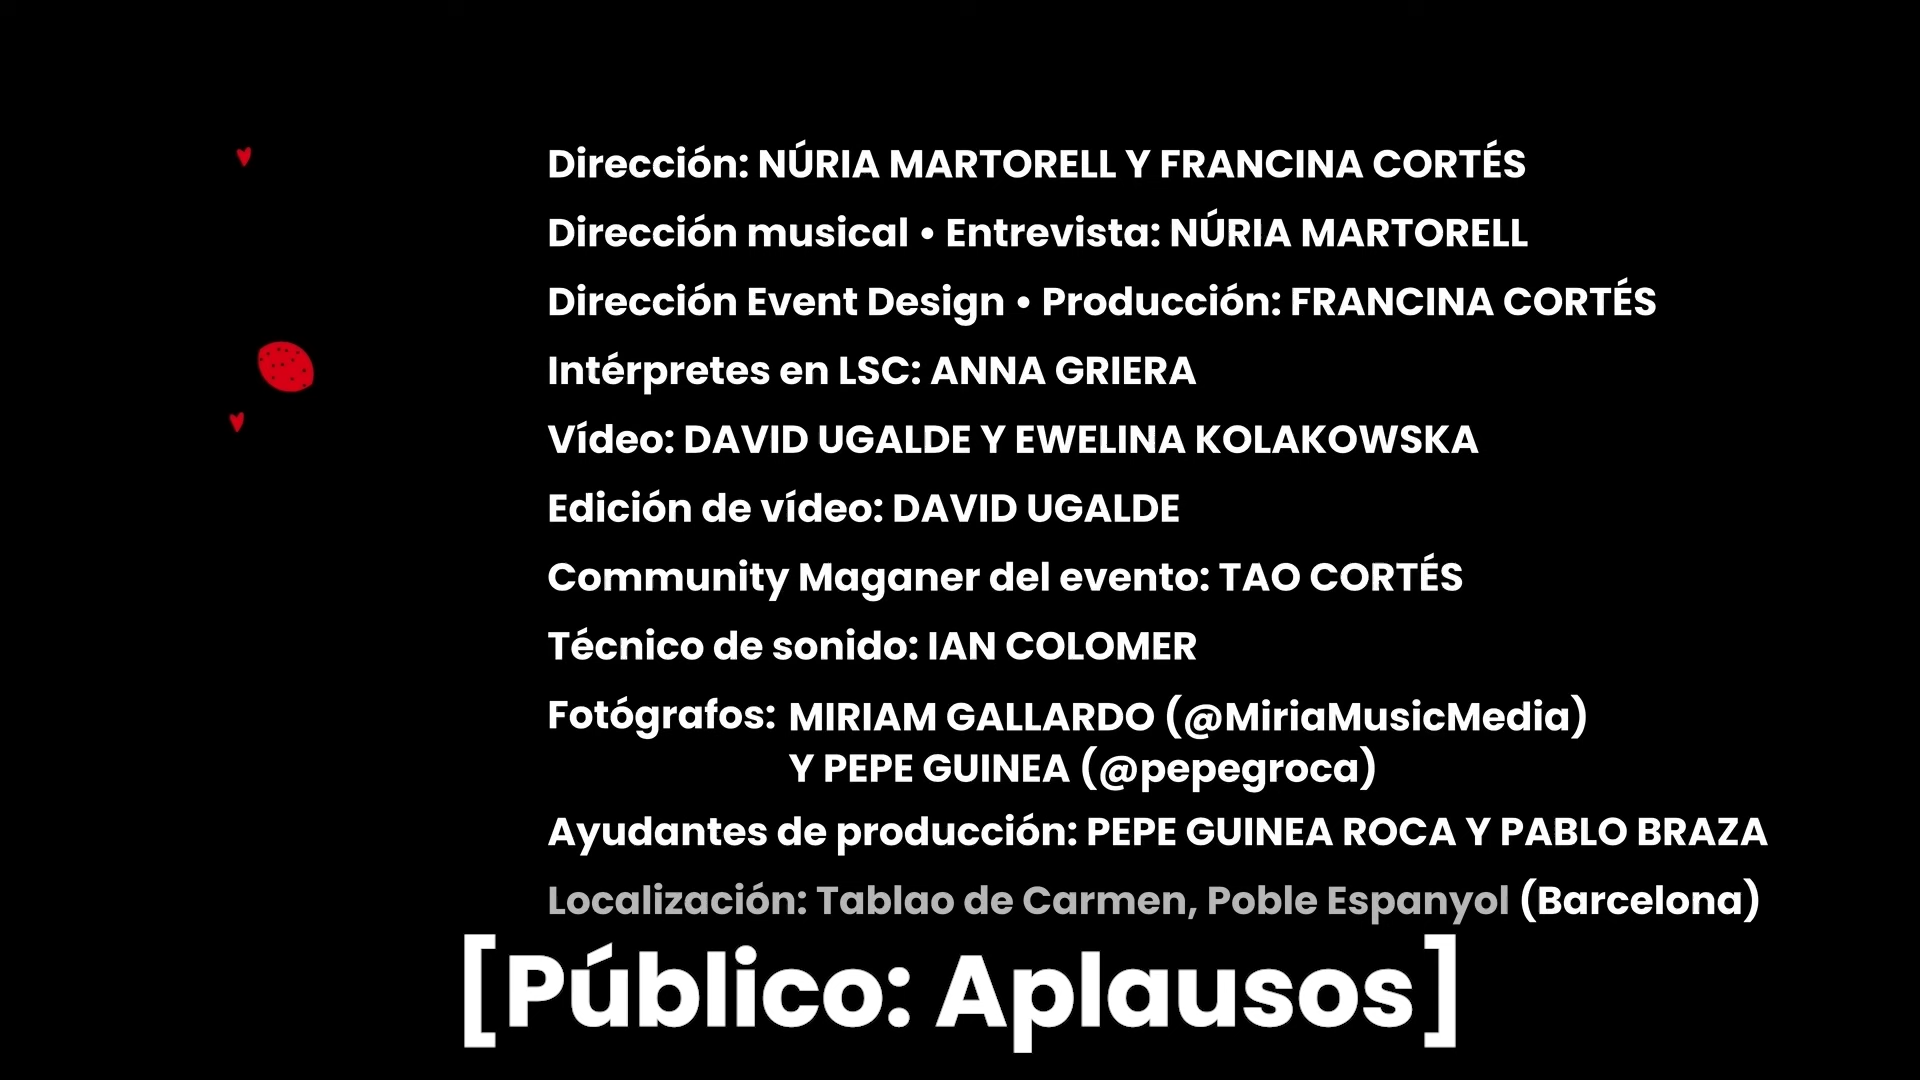 Dirección: NÚRIA MARTORELL Y FRANCINA CORTÉS
Dirección musical • Entrevista: NÚRIA MARTORELL
Dirección Event Design • Producción: FRANCINA CORTÉS
Intérpretes en LSC: ANNA GRIERA
Vídeo: DAVID UGALDE Y EWELINA KOLAKOWSKA
Edición de vídeo: DAVID UGALDE
Community Maganer del evento: TAO CORTÉS
Técnico de sonido: IAN COLOMER
Fotógrafos: MIRIAM GALLARDO (@MiriaMusicMedia)
Y PEPE GUINEA (@pepegroca)
Ayudantes de producción: PEPE GUINEA ROCA Y PABLO BRAZA
Localización: Tablao de Carmen, Poble Espanyol (Barcelona)
[Público: Aplausos]